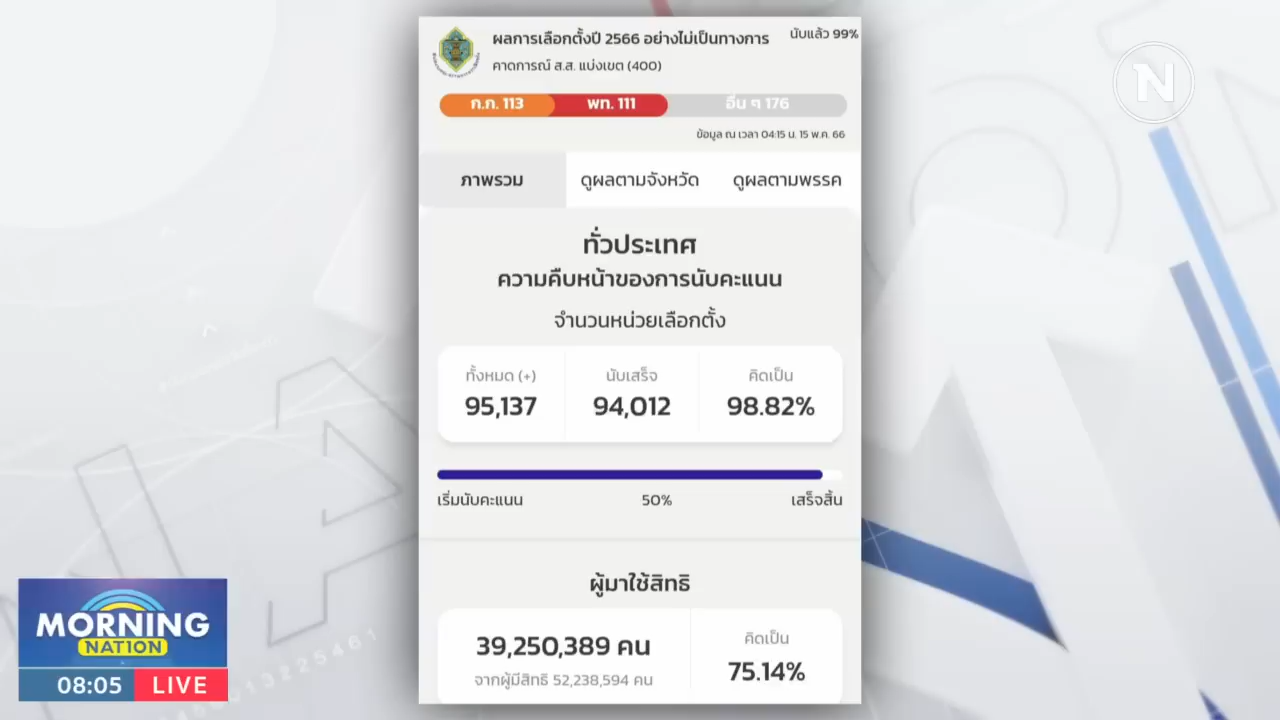 ผลการเลือกตั้งปี 2566 อย่างไม่เป็นทางการ
นับแล้ว 99%
คาดการณ์ ส.ส. แบ่งเขต (400)
ก.ก. 113 พท. 111 อื่น ๆ 176
ข้อมูล ณ เวลา 04:15 น. 15 พ.ค. 66
ภาพรวม ดูผลตามจังหวัด ดูผลตามพรรค
ทั่วประเทศ
ความคืบหน้าของการนับคะแนน
จำนวนหน่วยเลือกตั้ง
ทั้งหมด (+) นับเสร็จ คิดเป็น
95,137 94,012 98.82%
เริ่มนับคะแนน 50% เสร็จสิ้น
ผู้มาใช้สิทธิ
39,250,389 คน
จากผู้มีสิทธิ 52,238,594 คน
คิดเป็น
75.14%
N
MORNING
NATION
08:05 LIVE